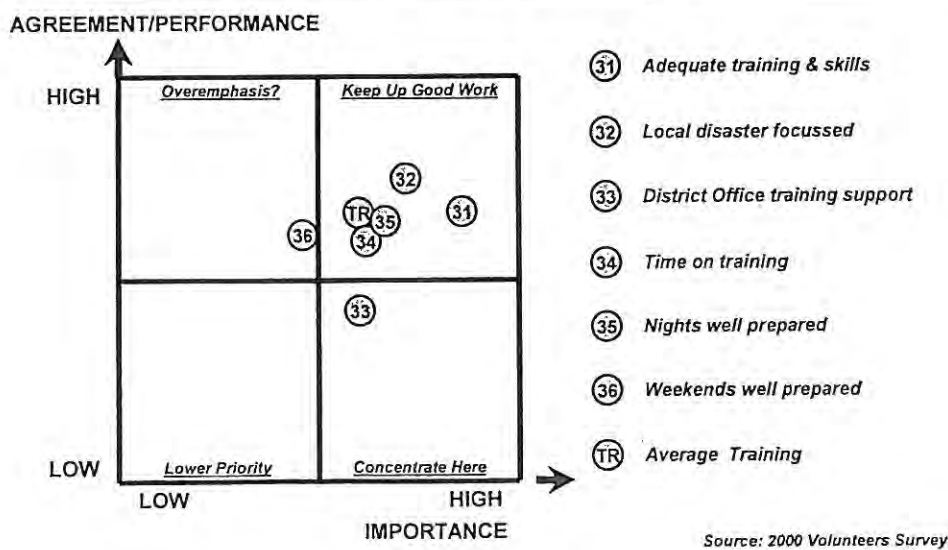 AGREEMENT/PERFORMANCE
HIGH
Overemphasis?
Keep Up Good Work
32
TR
35
31
36
34
33
LOW
Lower Priority
Concentrate Here
LOW
HIGH
IMPORTANCE
31 Adequate training & skills
32 Local disaster focussed
33 District Office training support
34 Time on training
35 Nights well prepared
36 Weekends well prepared
TR Average Training
Source: 2000 Volunteers Survey